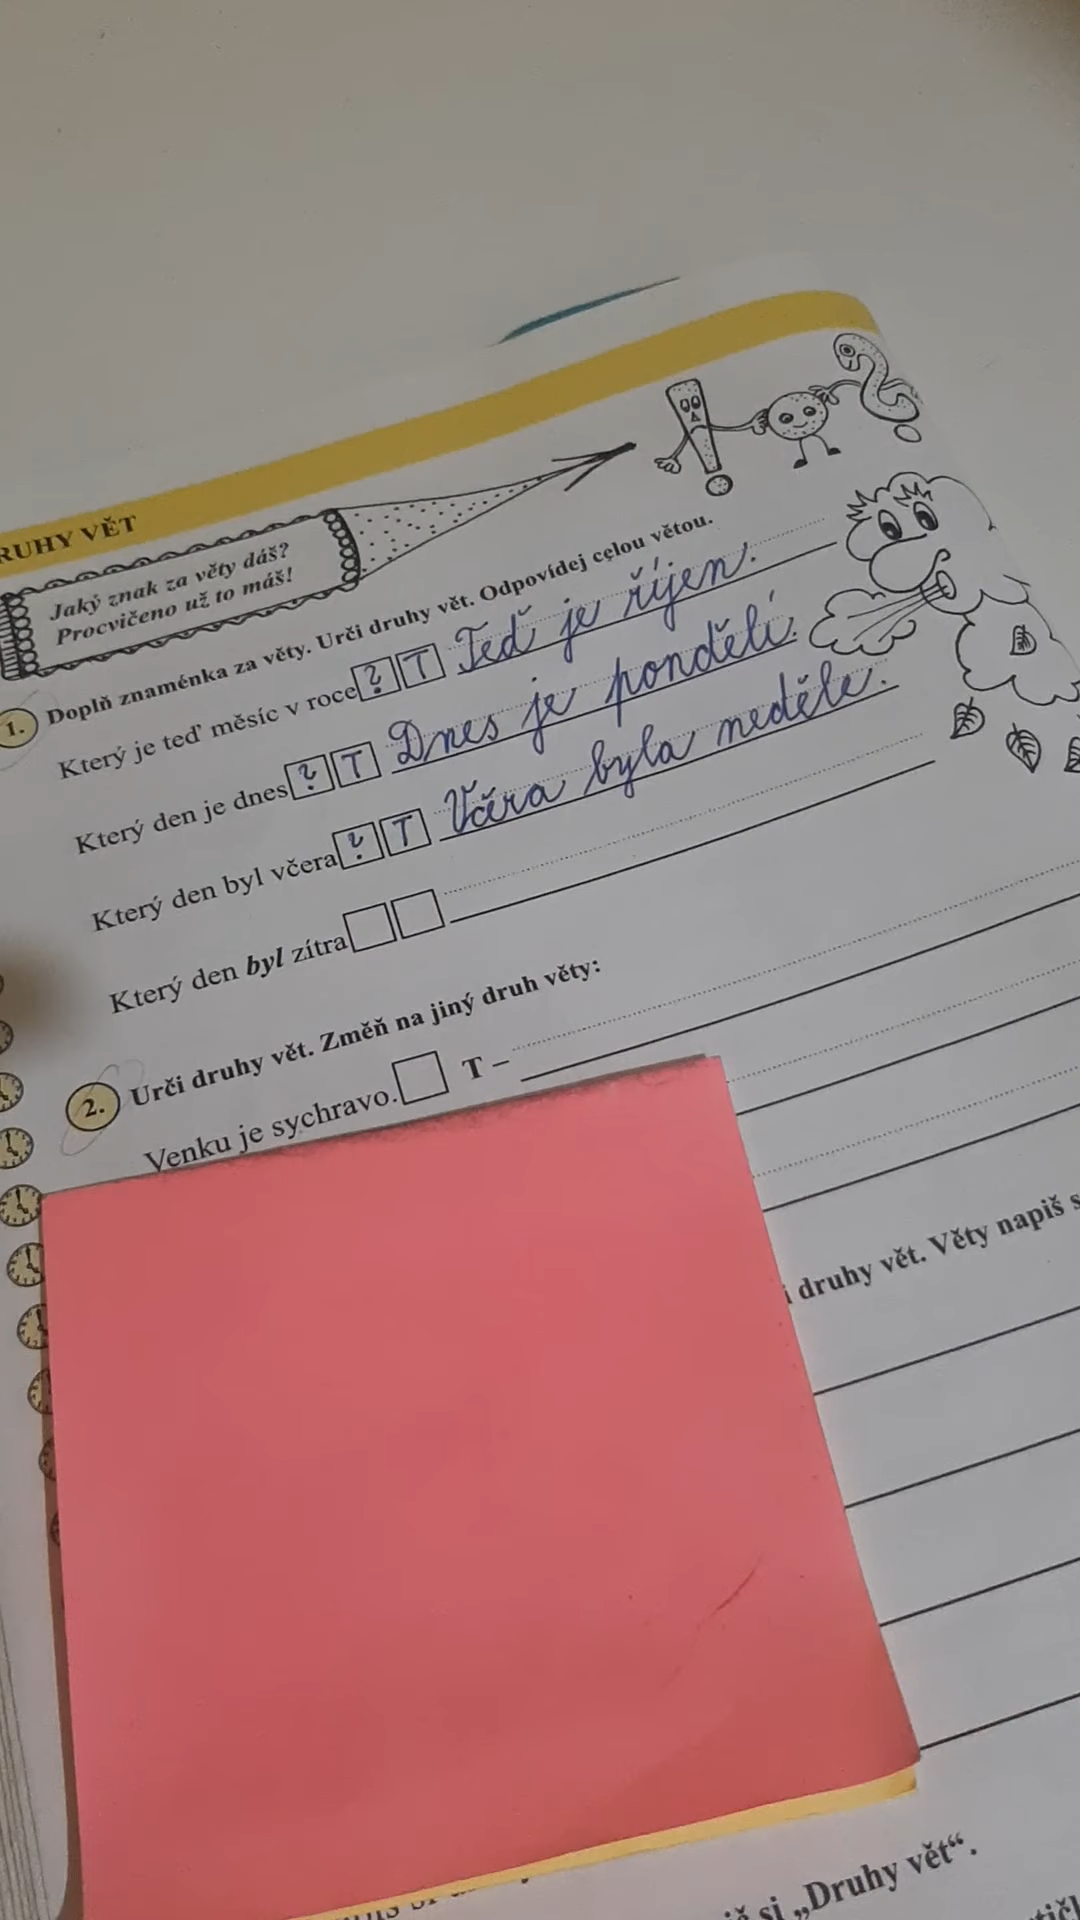 RUHY VĚT
Jaký znak za věty dáš?
Procvičeno už to máš!
1. Doplň znaménka za věty. Urči druhy vět. Odpovídej celou větou.
Který je teď měsíc v roce ? T Teď je říjen.
Který den je dnes ? T Dnes je pondělí.
Který den byl včera ? T Včera byla neděle.
Který den byl zítra
2. Urči druhy vět. Změň na jiný druh věty:
Venku je sychravo. T –
i druhy vět. Věty napiš s
si „Druhy vět“.